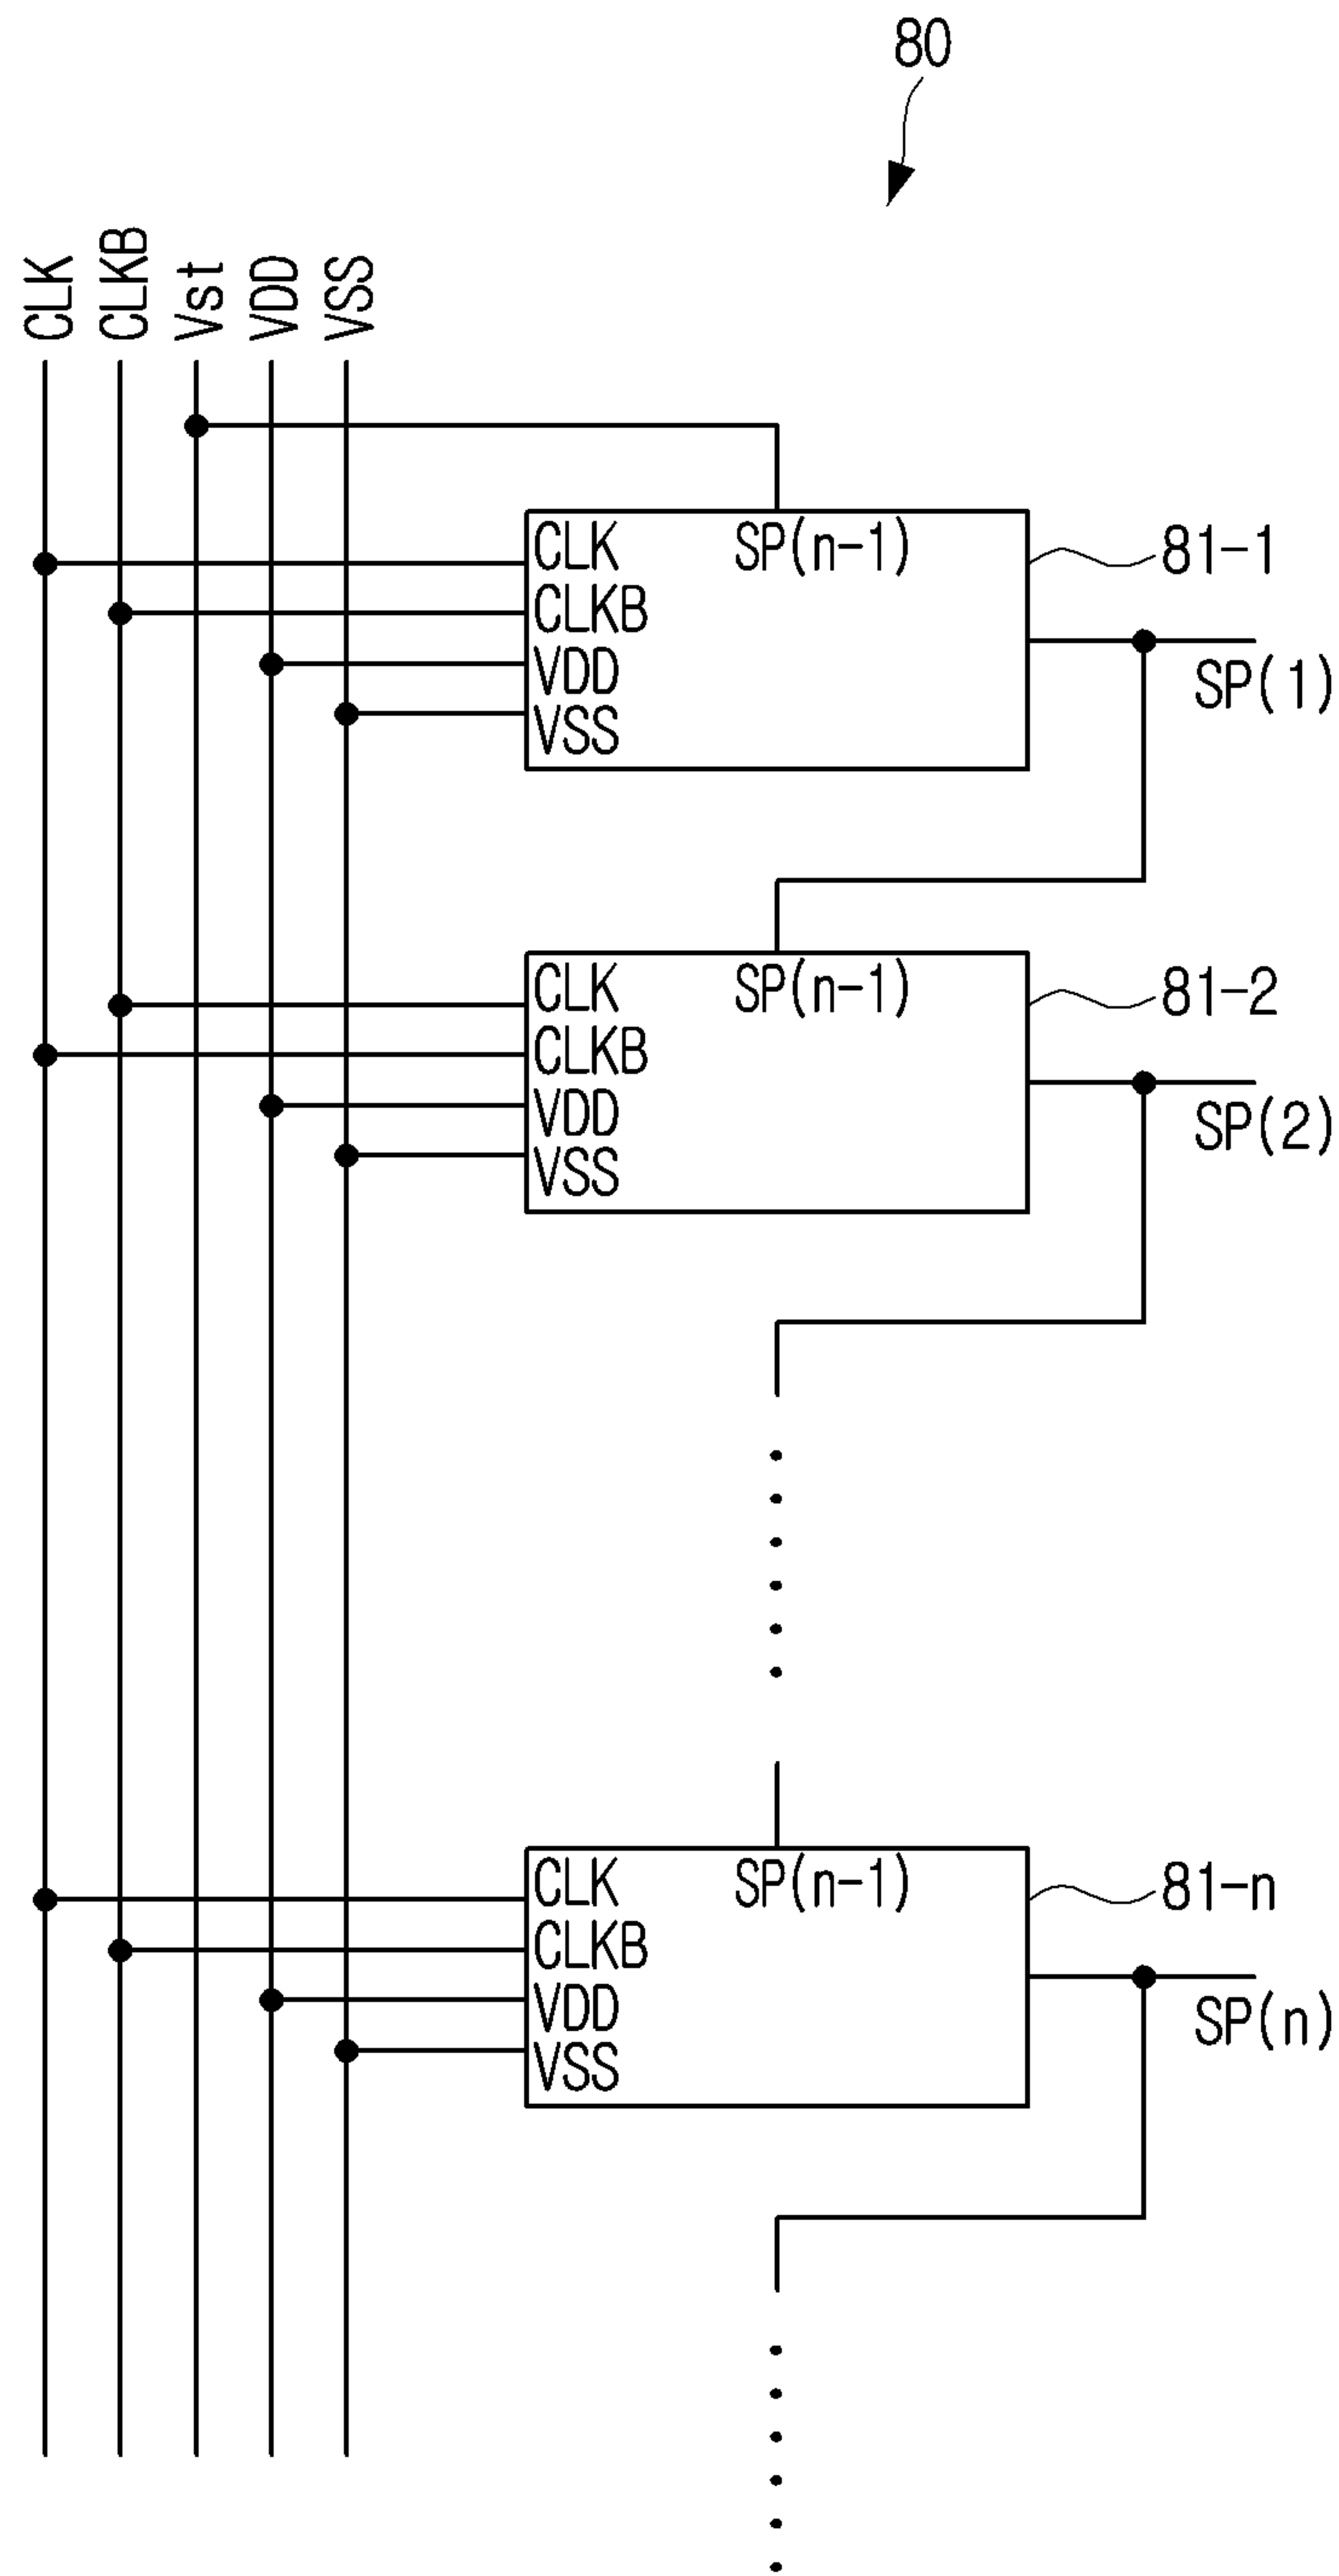 80
CLK
CLKB
Vst
VDD
VSS
CLK
SP(n-1)
CLKB
VDD
VSS
81-1
SP(1)
CLK
SP(n-1)
CLKB
VDD
VSS
81-2
SP(2)
CLK
SP(n-1)
CLKB
VDD
VSS
81-n
SP(n)